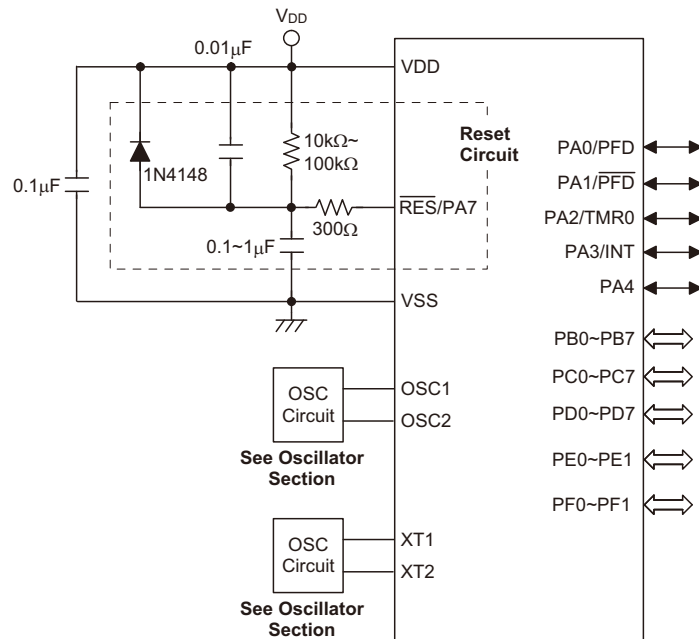 VDD
0.01μF
VDD
10kΩ~
100kΩ
Reset
Circuit
1N4148
0.1μF
RES/PA7
300Ω
0.1~1μF
VSS
OSC
Circuit
OSC1
OSC2
See Oscillator
Section
OSC
Circuit
XT1
XT2
See Oscillator
Section
PA0/PFD
PA1/PFD
PA2/TMR0
PA3/INT
PA4
PB0~PB7
PC0~PC7
PD0~PD7
PE0~PE1
PF0~PF1